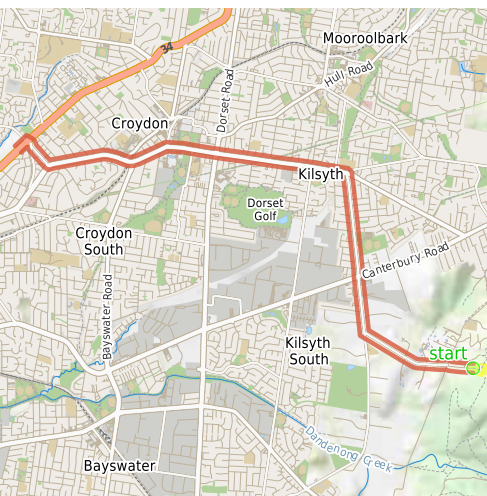 Mooroolbark
34
Hull Road
Dorset Road
Croydon
Kilsyth
Dorset
Golf
Croydon
South
Canterbury Road
Bayswater Road
Kilsyth
South
start
Dandenong Creek
Bayswater